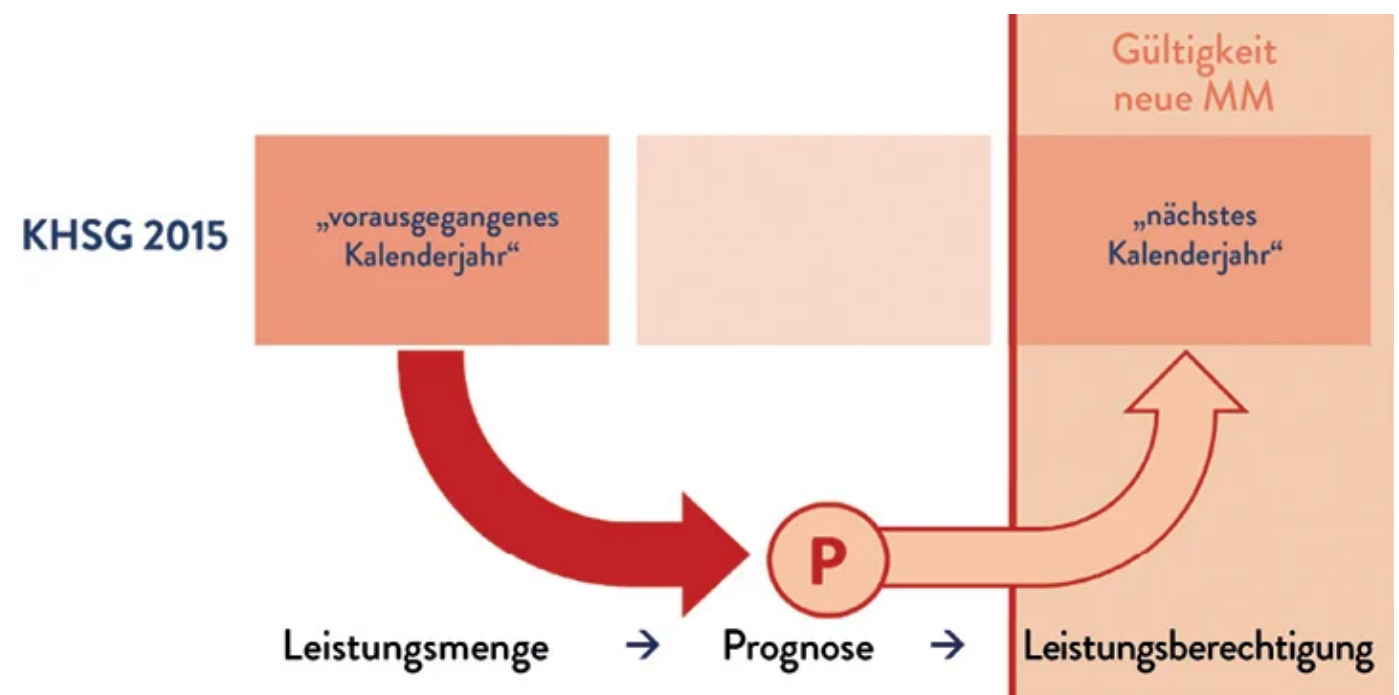 Gültigkeit
neue MM
KHSG 2015
„vorausgegangenes
Kalenderjahr“
„nächstes
Kalenderjahr“
P
Leistungsmenge → Prognose → Leistungsberechtigung